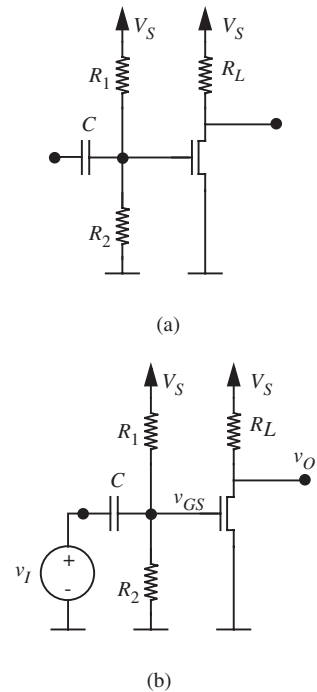 V_S V_S
R_1 R_L
C
R_2
(a)
V_S V_S
R_1 R_L
v_O
C v_GS
v_I + - R_2
(b)